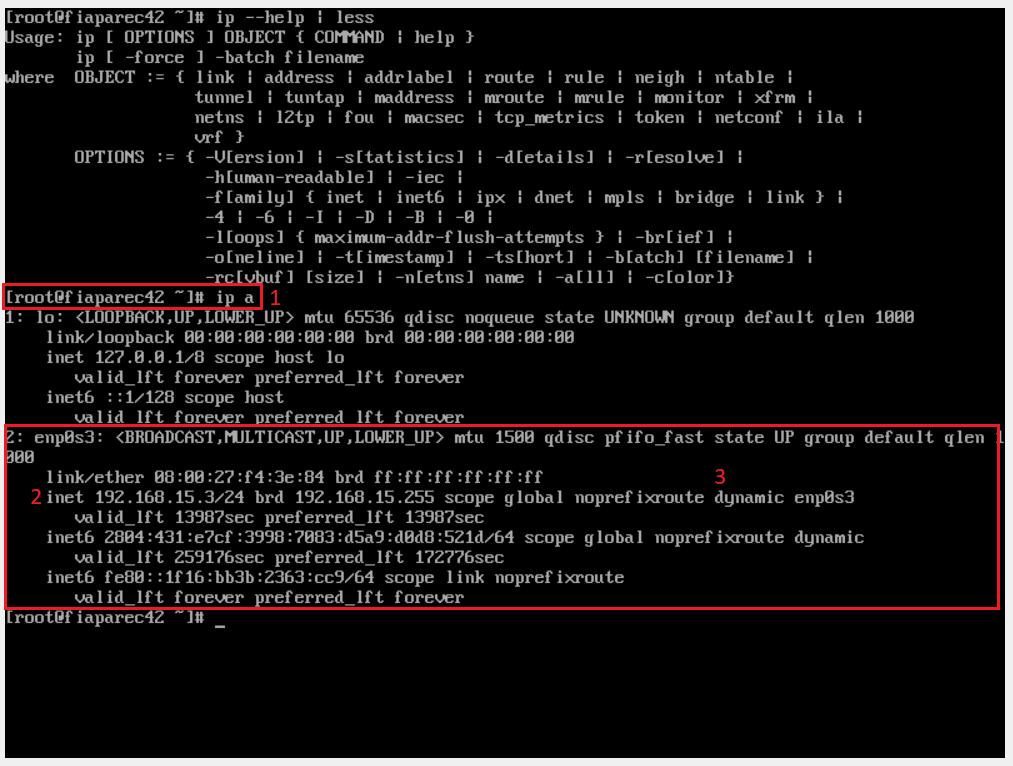 [root@fiaparec42 ~]# ip --help | less
Usage: ip [ OPTIONS ] OBJECT { COMMAND | help }
       ip [ -force ] -batch filename
where  OBJECT := { link | address | addrlabel | route | rule | neigh | ntable |
                   tunnel | tuntap | maddress | mroute | mrule | monitor | xfrm |
                   netns | l2tp | fou | macsec | tcp_metrics | token | netconf | ila |
                   vrf }
       OPTIONS := { -V[ersion] | -s[tatistics] | -d[etails] | -r[esolve] |
                    -h[uman-readable] | -iec |
                    -f[amily] { inet | inet6 | ipx | dnet | mpls | bridge | link } |
                    -4 | -6 | -I | -D | -B | -0 |
                    -l[oops] { maximum-addr-flush-attempts } | -br[ief] |
                    -o[neline] | -t[imestamp] | -ts[hort] | -b[atch] [filename] |
                    -rc[vbuf] [size] | -n[etns] name | -a[ll] | -c[olor]}
[root@fiaparec42 ~]# ip a 1
1: lo: <LOOPBACK,UP,LOWER_UP> mtu 65536 qdisc noqueue state UNKNOWN group default qlen 1000
    link/loopback 00:00:00:00:00:00 brd 00:00:00:00:00:00
    inet 127.0.0.1/8 scope host lo
       valid_lft forever preferred_lft forever
    inet6 ::1/128 scope host
       valid_lft forever preferred_lft forever
2: enp0s3: <BROADCAST,MULTICAST,UP,LOWER_UP> mtu 1500 qdisc pfifo_fast state UP group default qlen 1
000
    link/ether 08:00:27:f4:3e:84 brd ff:ff:ff:ff:ff:ff 3
2 inet 192.168.15.3/24 brd 192.168.15.255 scope global noprefixroute dynamic enp0s3
       valid_lft 13987sec preferred_lft 13987sec
    inet6 2804:431:e7cf:3998:7083:d5a9:d0d8:521d/64 scope global noprefixroute dynamic
       valid_lft 259176sec preferred_lft 172776sec
    inet6 fe80::1f16:bb3b:2363:cc9/64 scope link noprefixroute
       valid_lft forever preferred_lft forever
[root@fiaparec42 ~]# _